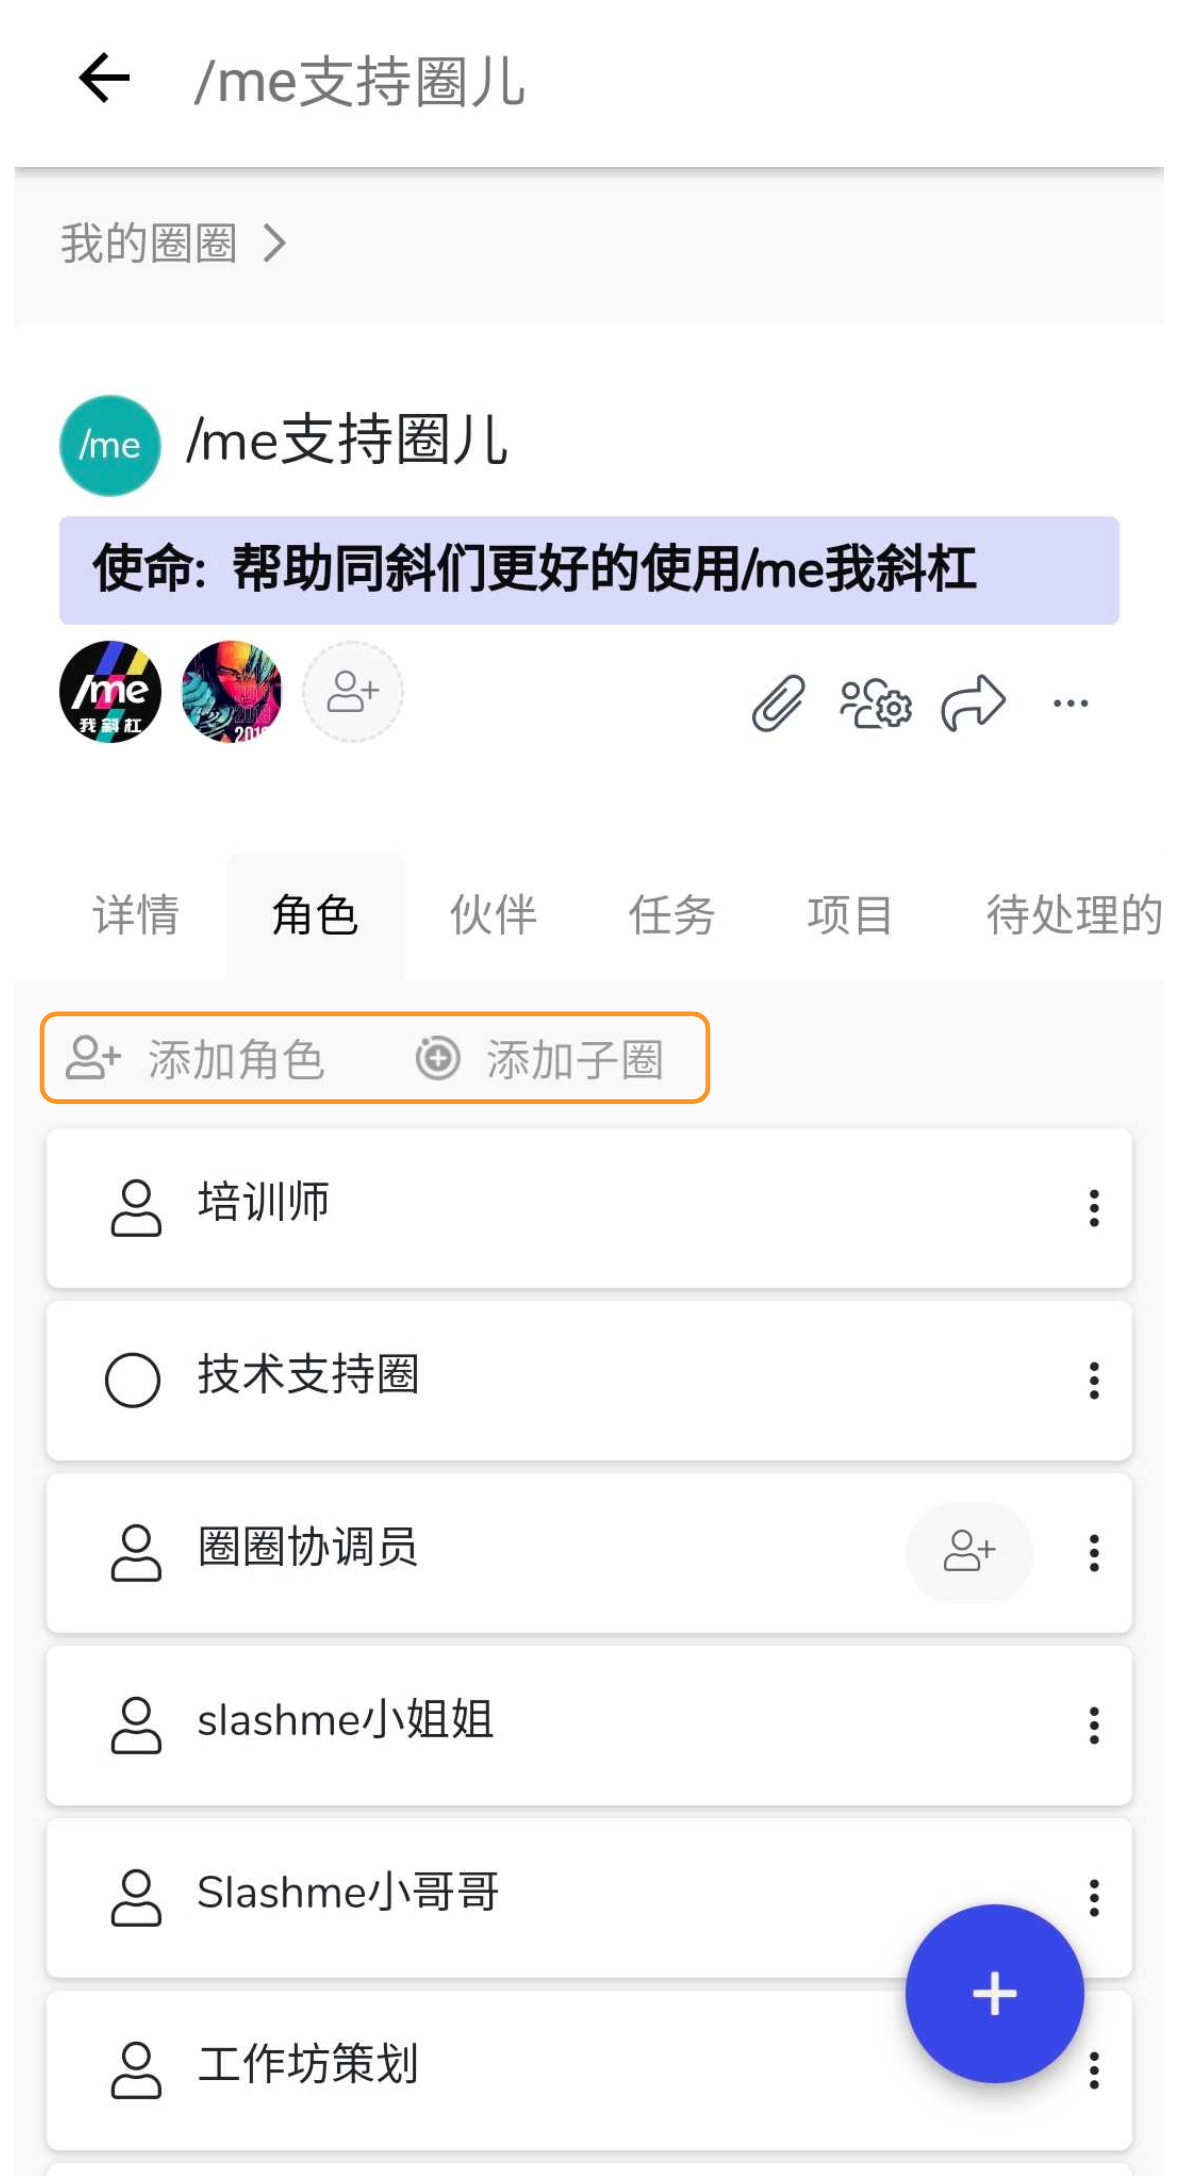 /me支持圈儿
我的圈圈
/me /me支持圈儿
使命: 帮助同斜们更好的使用/me我斜杠
/me
我斜杠
详情 角色 伙伴 任务 项目 待处理的
添加角色 添加子圈
培训师
技术支持圈
圈圈协调员
slashme小姐姐
Slashme小哥哥
工作坊策划